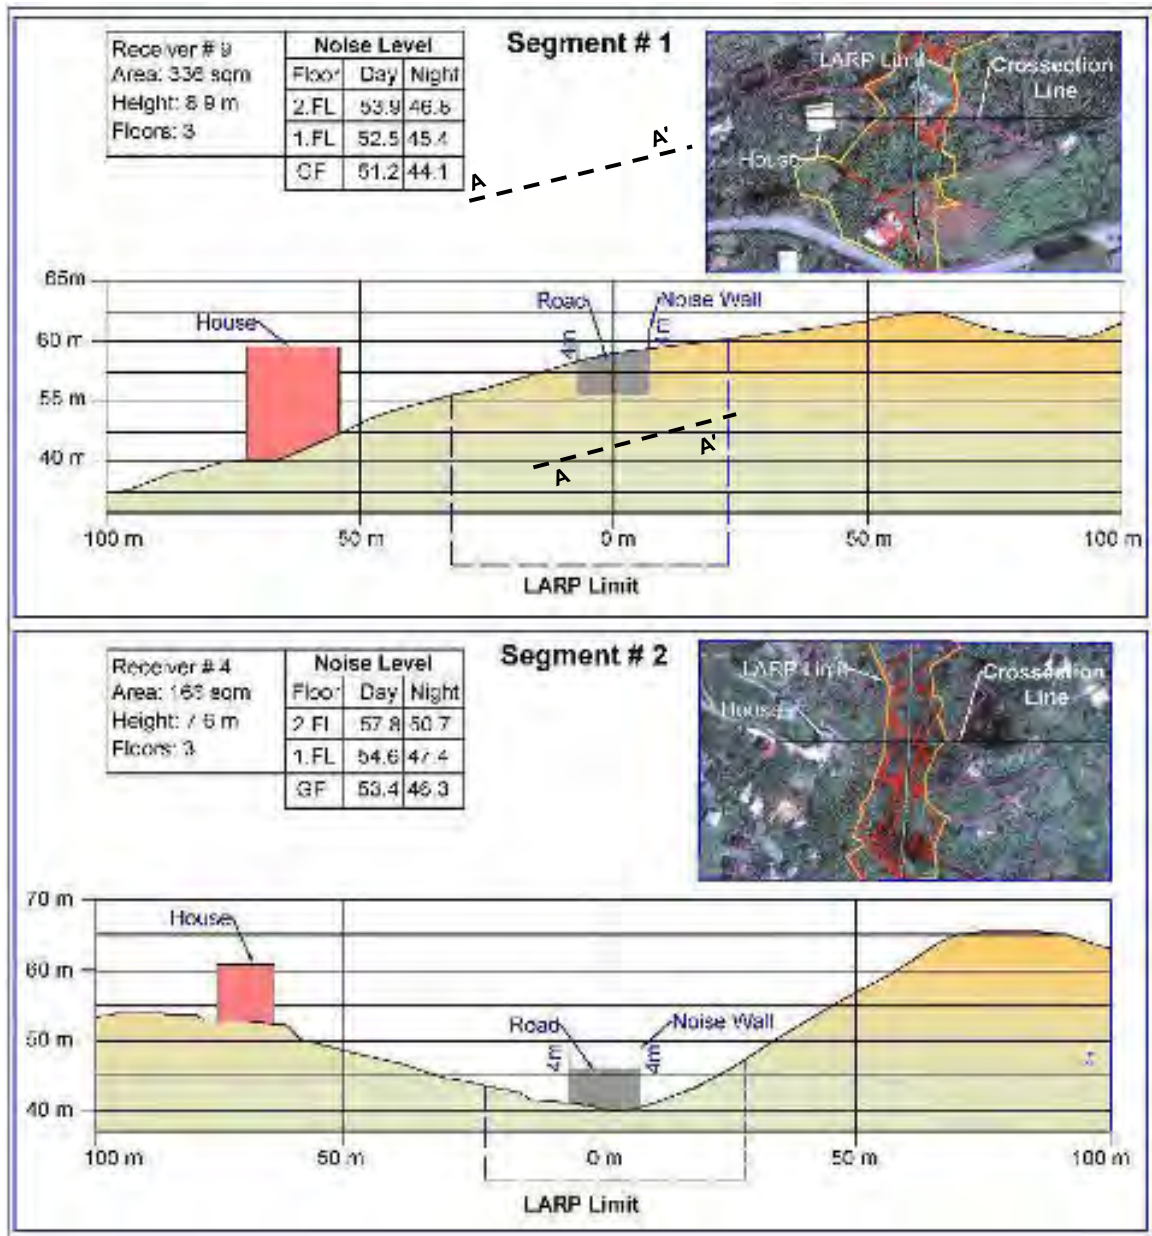 Segment # 1
Receiver # 9
Area: 336 sqm
Height: 8.9 m
Floors: 3
Noise Level
Floor Day Night
2.FL 53.9 46.8
1.FL 52.5 45.4
GF 51.2 44.1
A A'
LARP Limit
Crossection
Line
House
65m
60 m
55 m
40 m
House
Road
Noise Wall
4m
4m
A A'
100 m 50 m 0 m 50 m 100 m
LARP Limit
Segment # 2
Receiver # 4
Area: 165 sqm
Height: 7.6 m
Floors: 3
Noise Level
Floor Day Night
2.FL 57.8 50.7
1.FL 54.6 47.4
GF 53.4 46.3
LARP Limit
Crossection
Line
House
70 m
60 m
50 m
40 m
House
Road
Noise Wall
4m
4m
100 m 50 m 0 m 50 m 100 m
LARP Limit